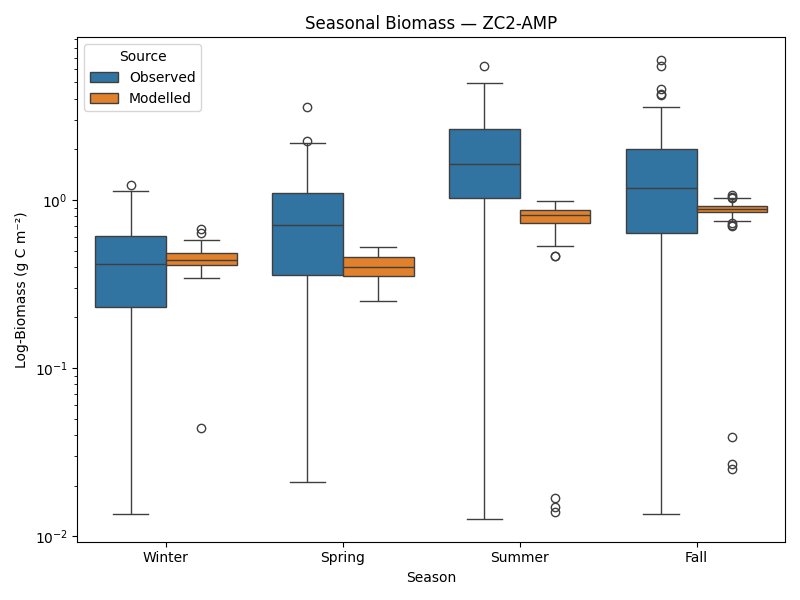 Seasonal Biomass — ZC2-AMP
Source
Observed
Modelled
Log-Biomass (g C m⁻²)
10⁰
10⁻¹
10⁻²
Winter
Spring
Summer
Fall
Season